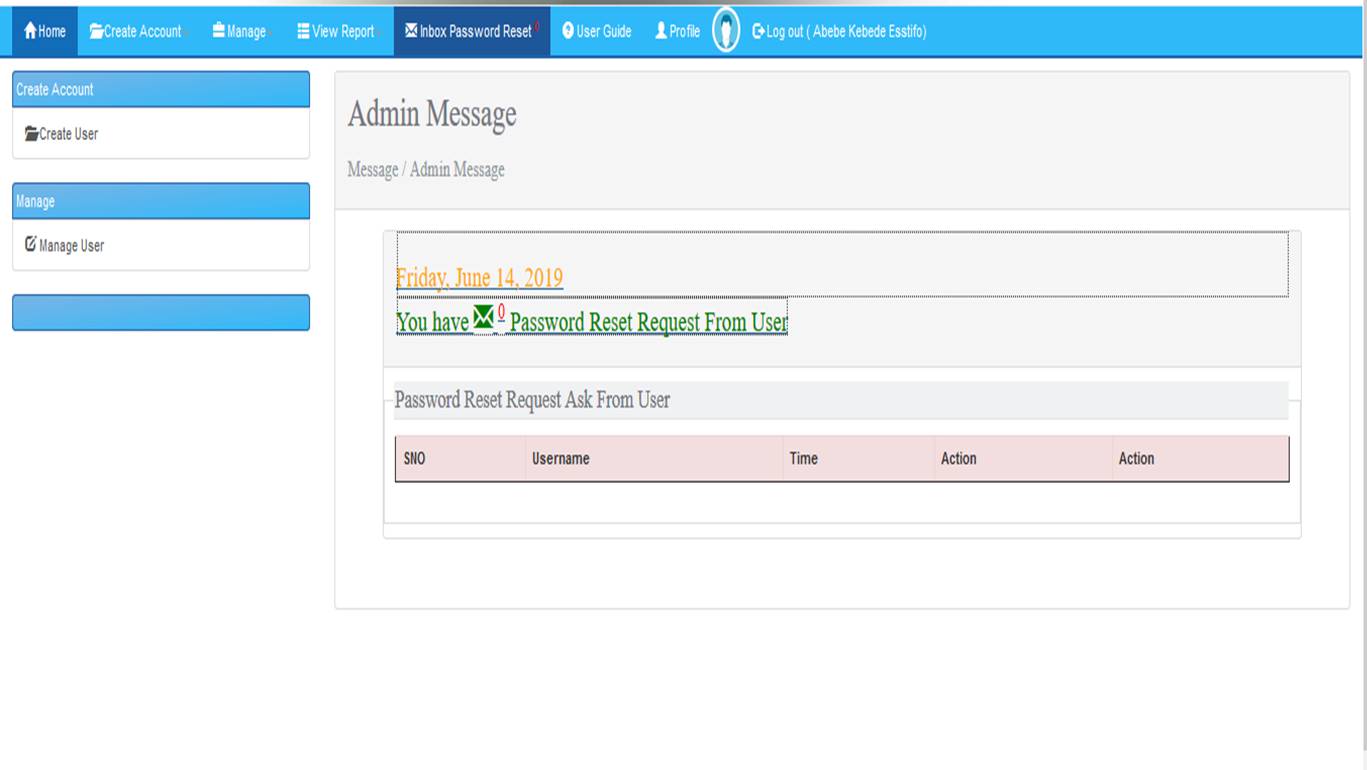 Home Create Account Manage View Report Inbox Password Reset 0 User Guide Profile Log out ( Abebe Kebede Esstifo)
Create Account
Create User
Manage
Manage User
Admin Message
Message / Admin Message
Friday, June 14, 2019
You have 0 Password Reset Request From User
Password Reset Request Ask From User
SNO Username Time Action Action